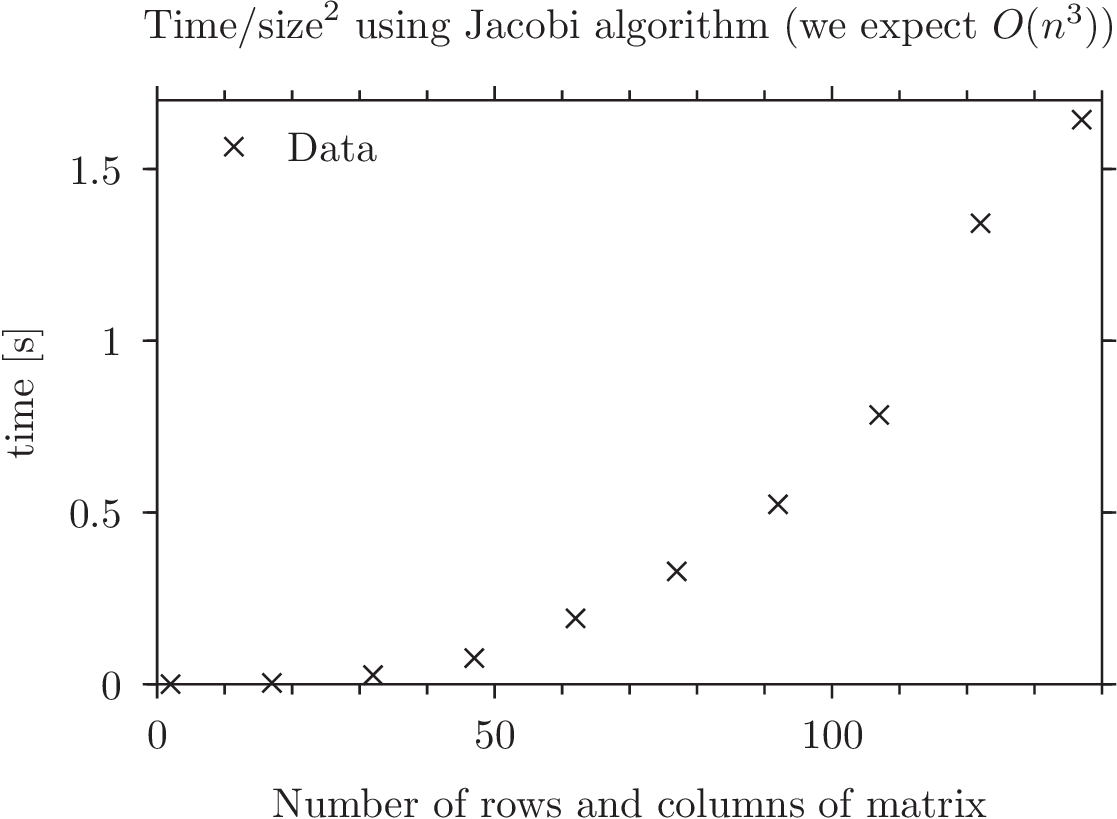 Time/size² using Jacobi algorithm (we expect O(n³))
Data
1.5
1
0.5
0
time [s]
0 50 100
Number of rows and columns of matrix